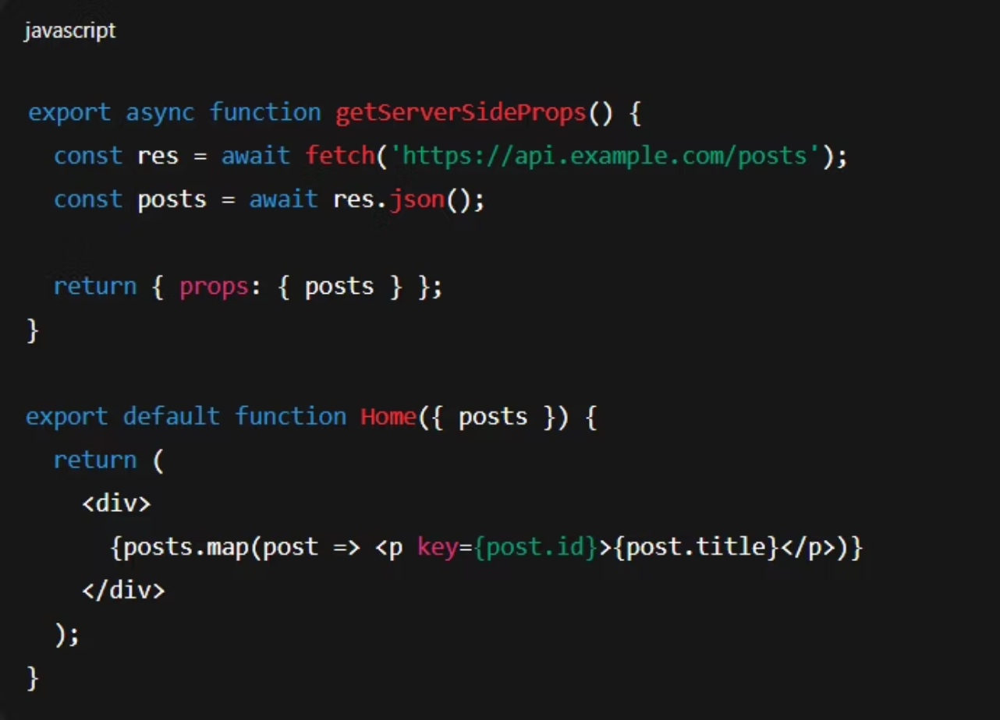 javascript
export async function getServerSideProps() {
  const res = await fetch('https://api.example.com/posts');
  const posts = await res.json();
  return { props: { posts } };
}
export default function Home({ posts }) {
  return (
    <div>
      {posts.map(post => <p key={post.id}>{post.title}</p>)}
    </div>
  );
}